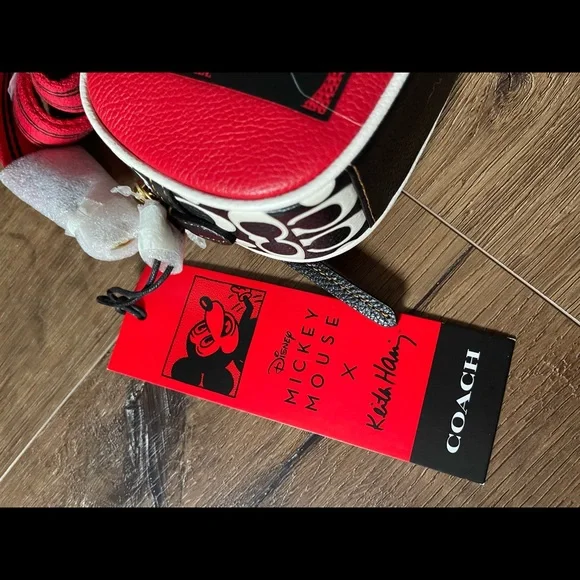 Disney
MICKEY
MOUSE
X
Keith Haring
COACH